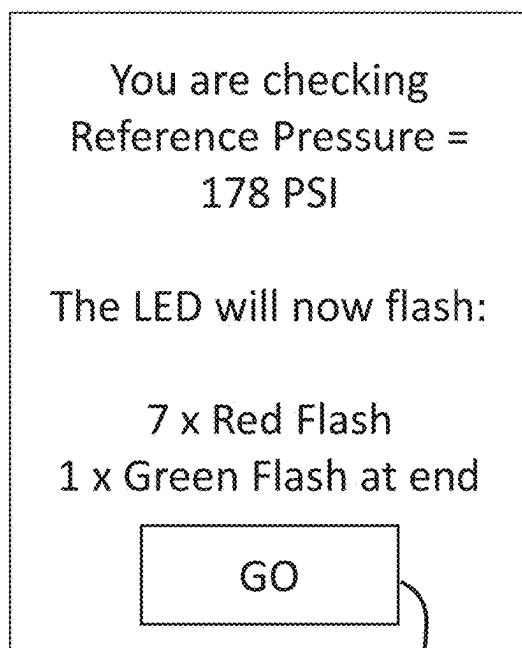 You are checking
Reference Pressure =
178 PSI
The LED will now flash:
7 x Red Flash
1 x Green Flash at end
GO